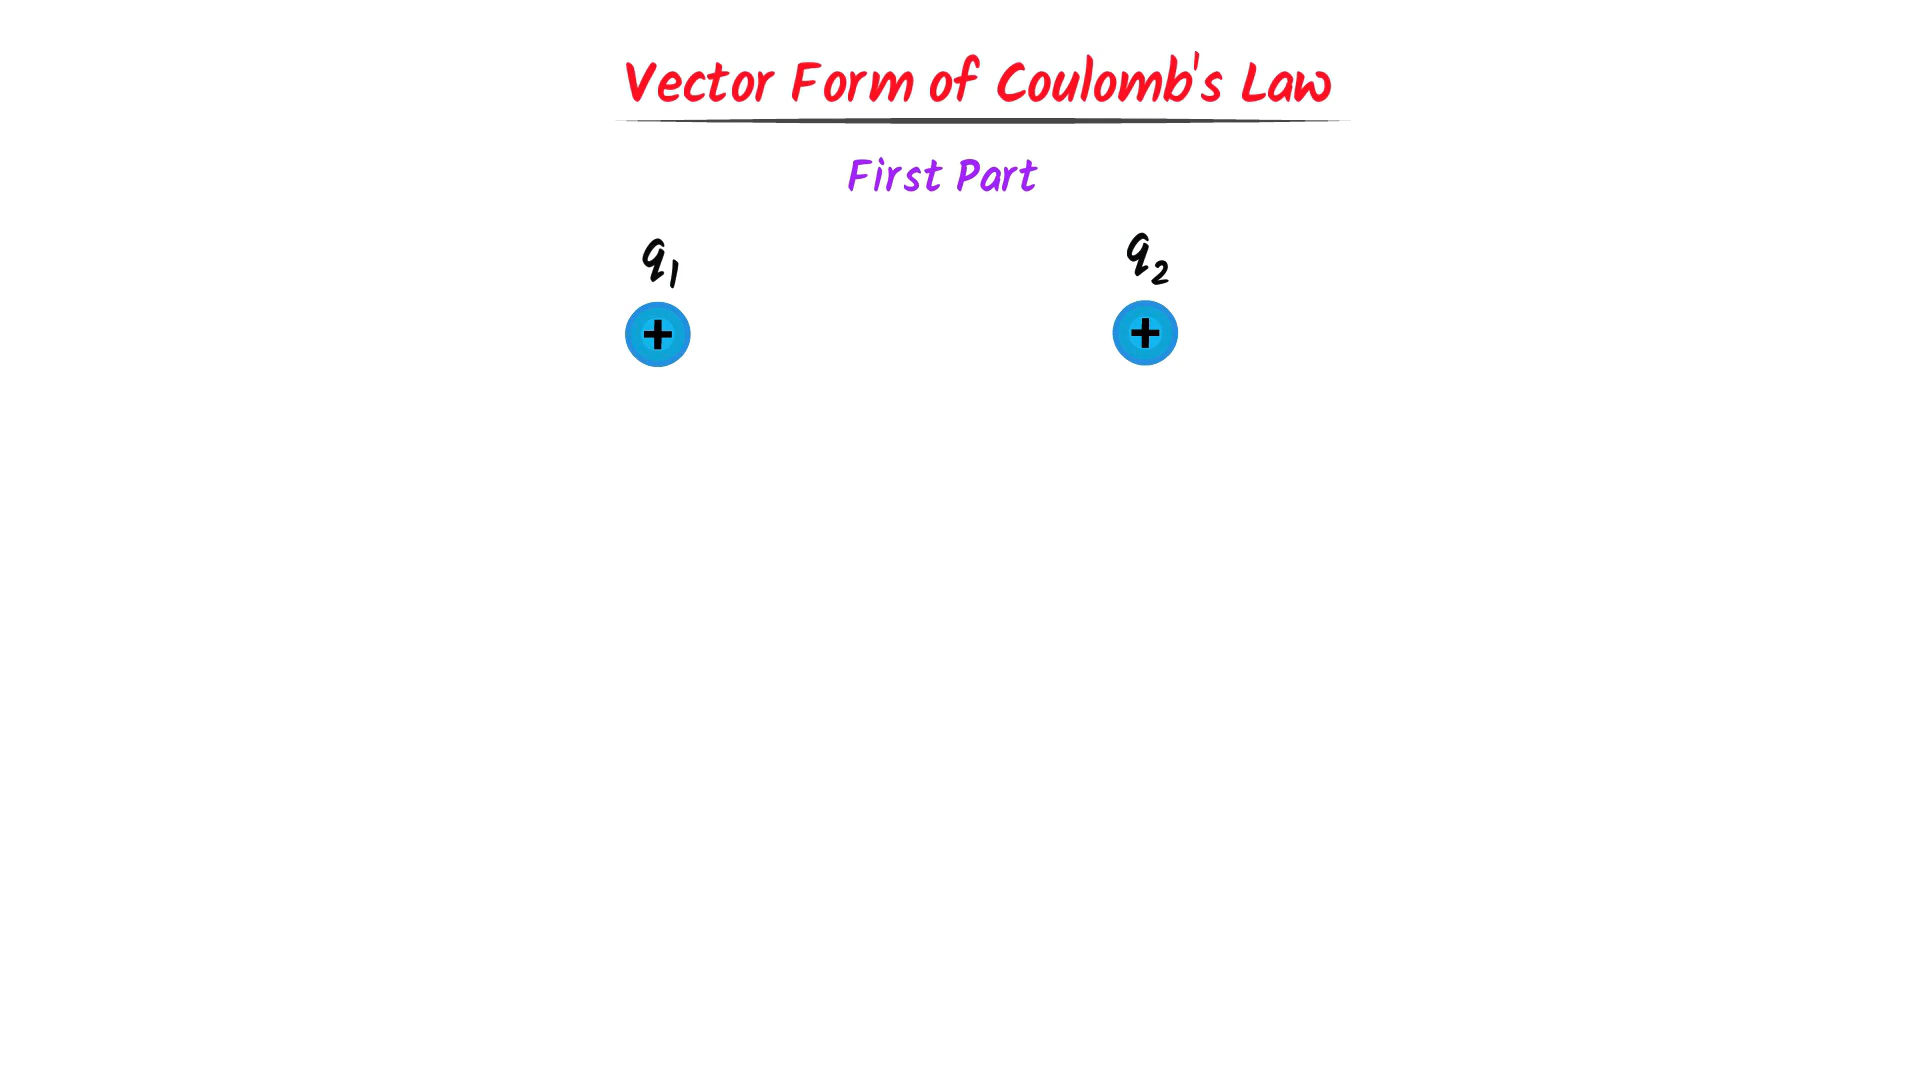 Vector Form of Coulomb's Law
First Part
q₁ q₂
+ +